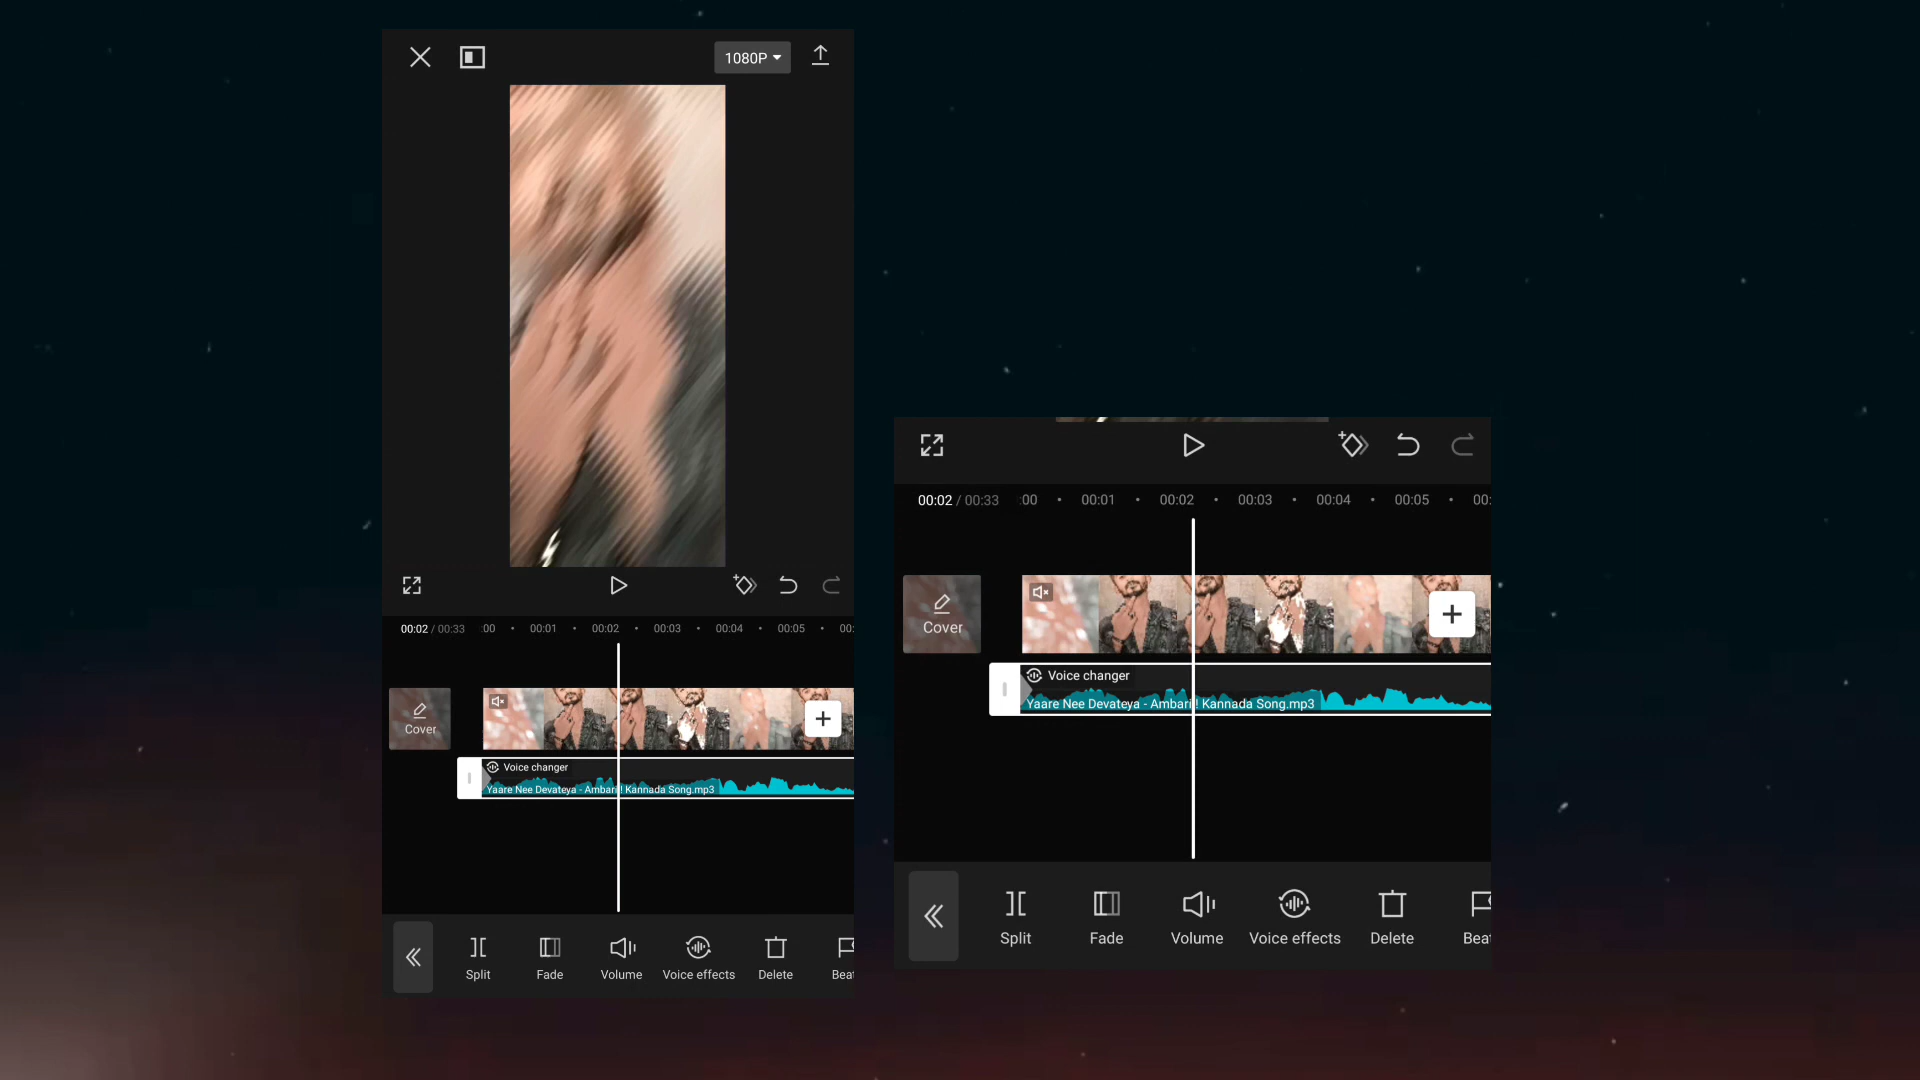 1080P
00:02 / 00:33 :00 • 00:01 • 00:02 • 00:03 • 00:04 • 00:05 • 00:
Cover
Voice changer
Yaare Nee Devateya - Ambari ! Kannada Song.mp3
Split Fade Volume Voice effects Delete Beat
00:02 / 00:33 :00 • 00:01 • 00:02 • 00:03 • 00:04 • 00:05 • 00:
Cover
Voice changer
Yaare Nee Devateya - Ambari ! Kannada Song.mp3
Split Fade Volume Voice effects Delete Bea